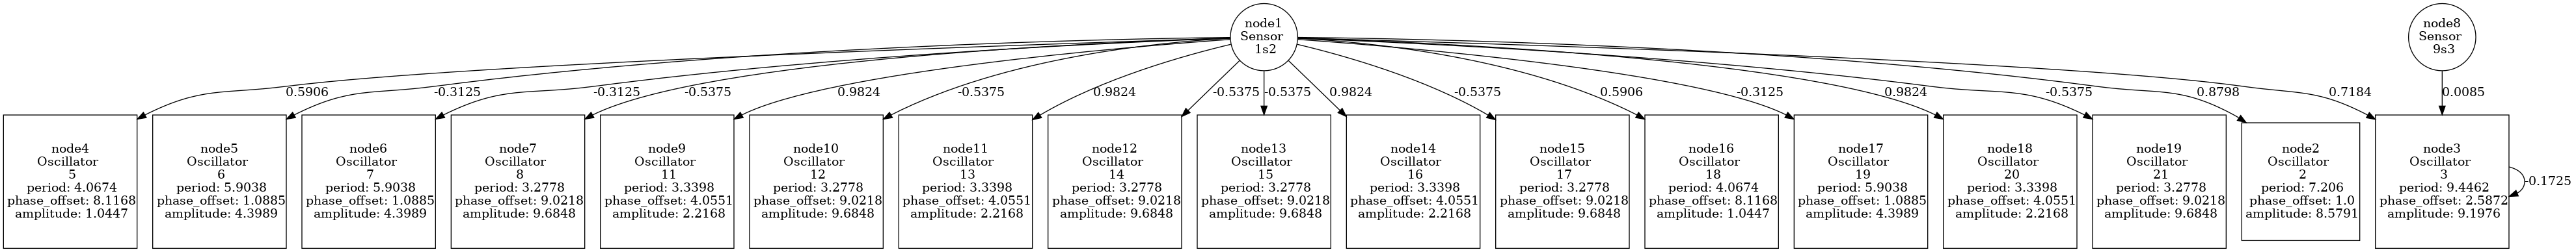 node1
Sensor
1s2
node8
Sensor
9s3
0.5906
-0.3125
-0.3125
-0.5375
0.9824
-0.5375
0.9824
-0.5375
-0.5375
0.9824
-0.5375
0.5906
-0.3125
0.9824
-0.5375
0.8798
0.7184
0.0085
node4
Oscillator
5
period: 4.0674
phase_offset: 8.1168
amplitude: 1.0447
node5
Oscillator
6
period: 5.9038
phase_offset: 1.0885
amplitude: 4.3989
node6
Oscillator
7
period: 5.9038
phase_offset: 1.0885
amplitude: 4.3989
node7
Oscillator
8
period: 3.2778
phase_offset: 9.0218
amplitude: 9.6848
node9
Oscillator
11
period: 3.3398
phase_offset: 4.0551
amplitude: 2.2168
node10
Oscillator
12
period: 3.2778
phase_offset: 9.0218
amplitude: 9.6848
node11
Oscillator
13
period: 3.3398
phase_offset: 4.0551
amplitude: 2.2168
node12
Oscillator
14
period: 3.2778
phase_offset: 9.0218
amplitude: 9.6848
node13
Oscillator
15
period: 3.2778
phase_offset: 9.0218
amplitude: 9.6848
node14
Oscillator
16
period: 3.3398
phase_offset: 4.0551
amplitude: 2.2168
node15
Oscillator
17
period: 3.2778
phase_offset: 9.0218
amplitude: 9.6848
node16
Oscillator
18
period: 4.0674
phase_offset: 8.1168
amplitude: 1.0447
node17
Oscillator
19
period: 5.9038
phase_offset: 1.0885
amplitude: 4.3989
node18
Oscillator
20
period: 3.3398
phase_offset: 4.0551
amplitude: 2.2168
node19
Oscillator
21
period: 3.2778
phase_offset: 9.0218
amplitude: 9.6848
node2
Oscillator
2
period: 7.206
phase_offset: 1.0
amplitude: 8.5791
node3
Oscillator
3
period: 9.4462
phase_offset: 2.5872
amplitude: 9.1976
-0.1725